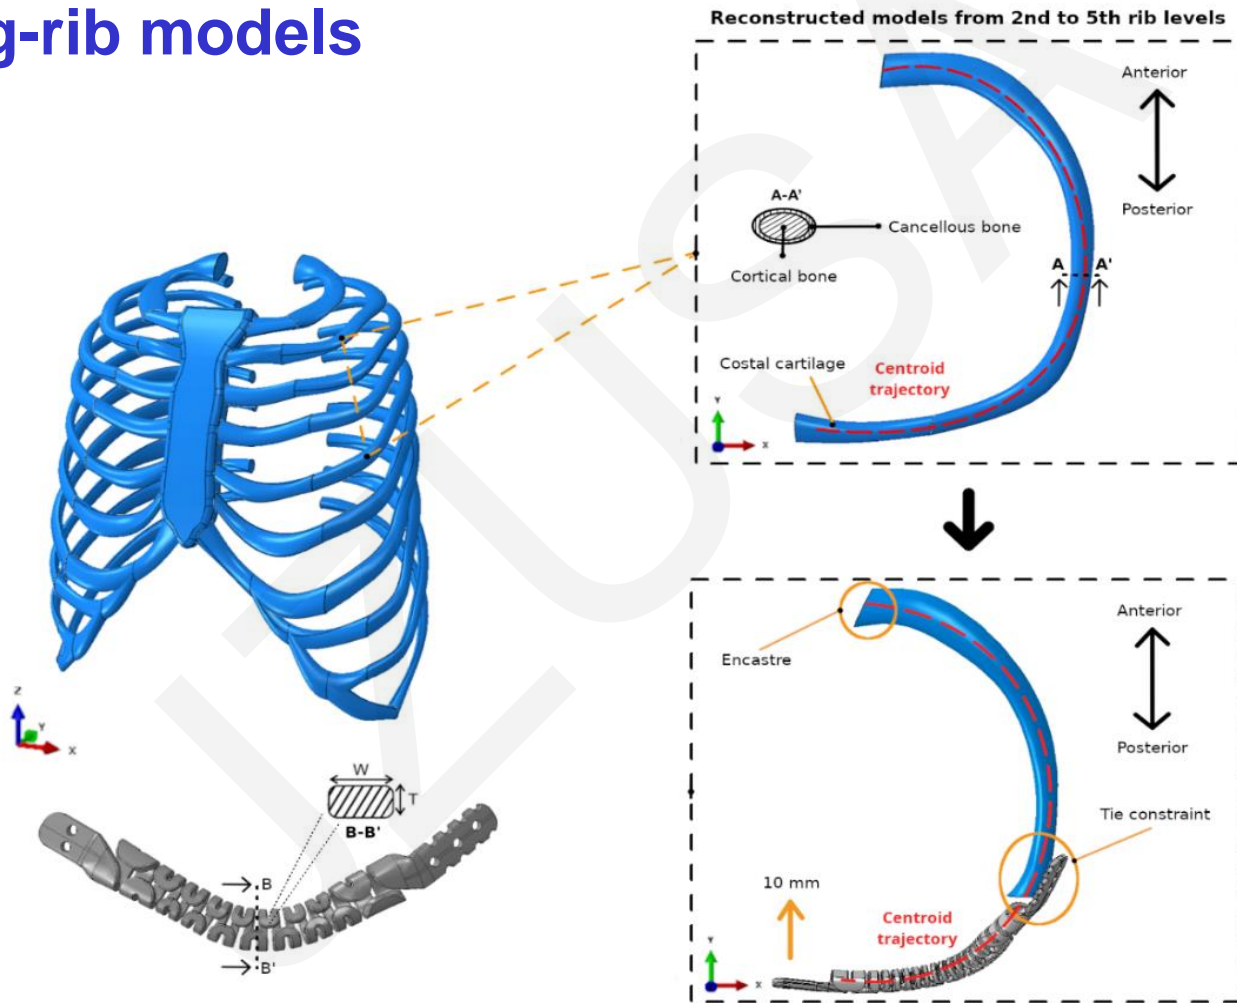 g-rib models
Reconstructed models from 2nd to 5th rib levels
Anterior
Posterior
A-A'
Cancellous bone
Cortical bone
A
A'
Costal cartilage
Centroid
trajectory
Y
X
Z
Y
X
W
T
B-B'
B
B'
Encastre
Anterior
Posterior
Tie constraint
10 mm
Centroid
trajectory
Y
X
IZUSA